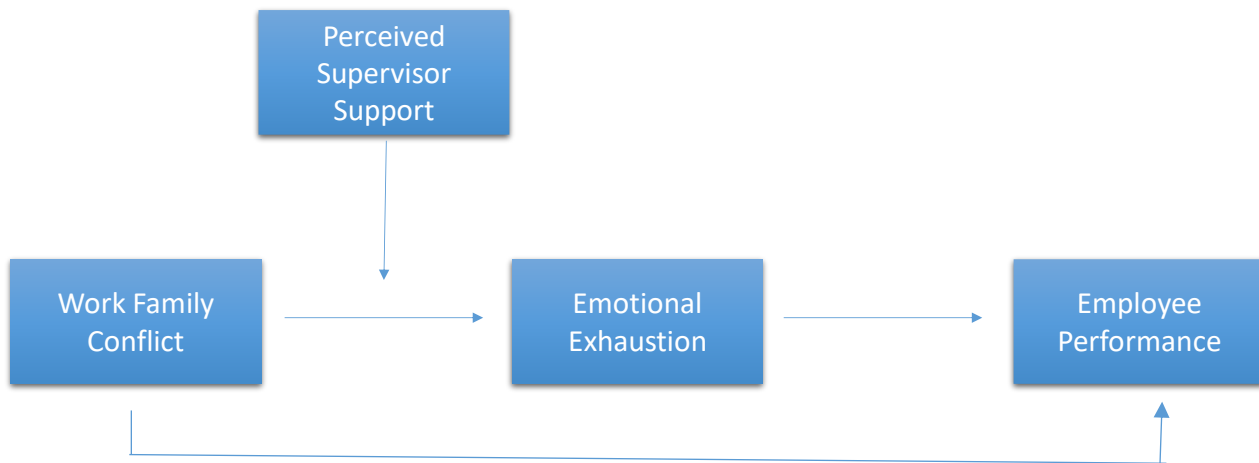 Perceived
Supervisor
Support
Work Family
Conflict
Emotional
Exhaustion
Employee
Performance